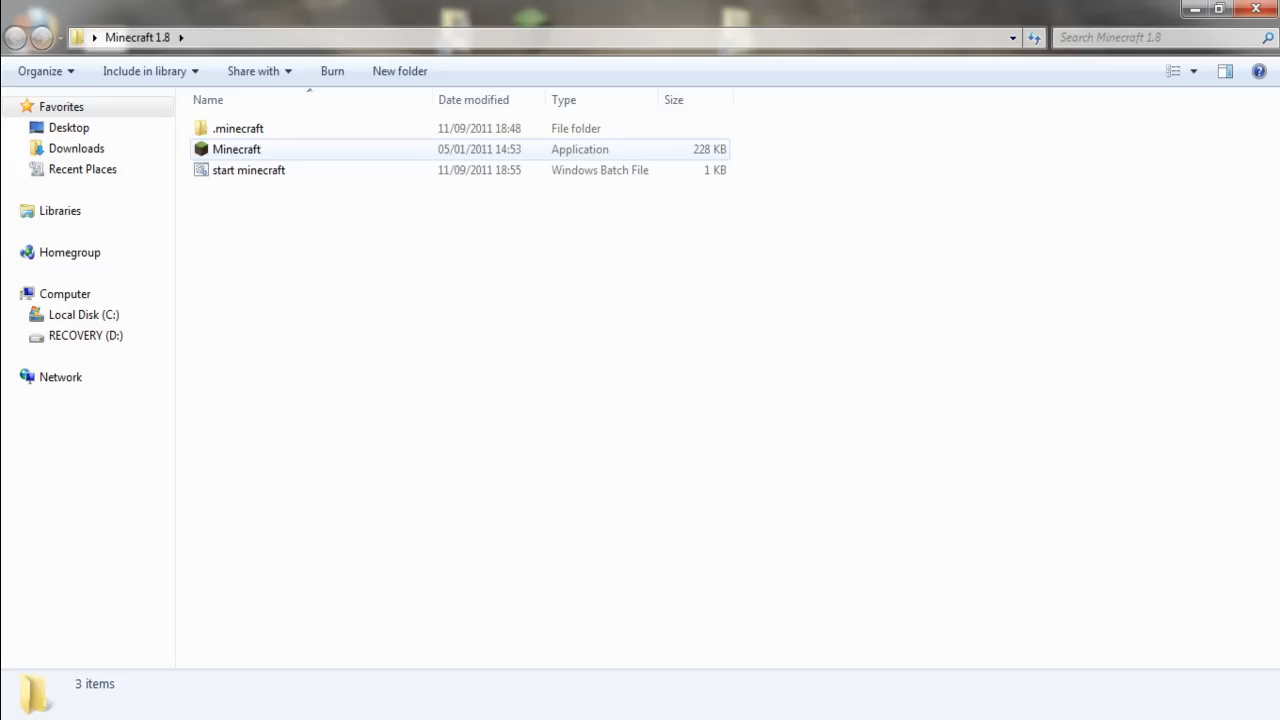 Minecraft 1.8
Search Minecraft 1.8
Organize Include in library Share with Burn New folder
Name Date modified Type Size
Favorites
Desktop
Downloads
Recent Places
Libraries
Homegroup
Computer
Local Disk (C:)
RECOVERY (D:)
Network
.minecraft 11/09/2011 18:48 File folder
Minecraft 05/01/2011 14:53 Application 228 KB
start minecraft 11/09/2011 18:55 Windows Batch File 1 KB
3 items